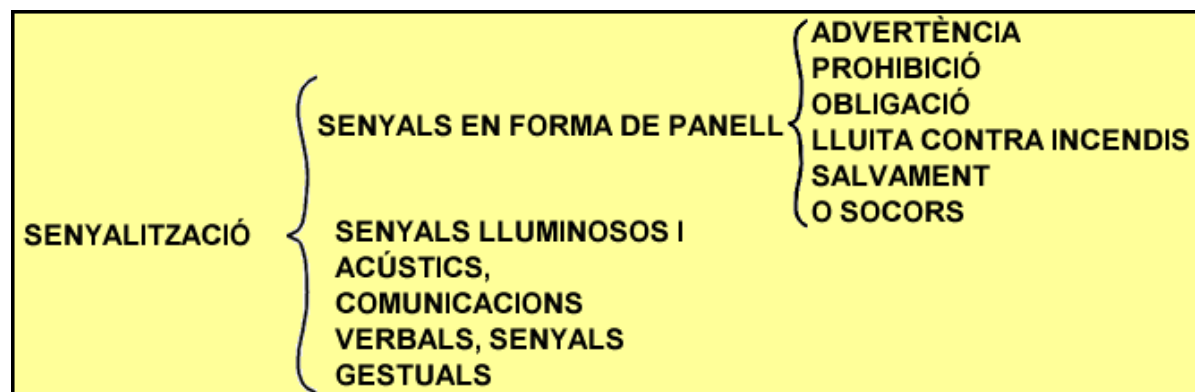 SENYALITZACIÓ
SENYALS EN FORMA DE PANELL
ADVERTÈNCIA
PROHIBICIÓ
OBLIGACIÓ
LLUITA CONTRA INCENDIS
SALVAMENT
O SOCORS
SENYALS LLUMINOSOS I
ACÚSTICS,
COMUNICACIONS
VERBALS, SENYALS
GESTUALS